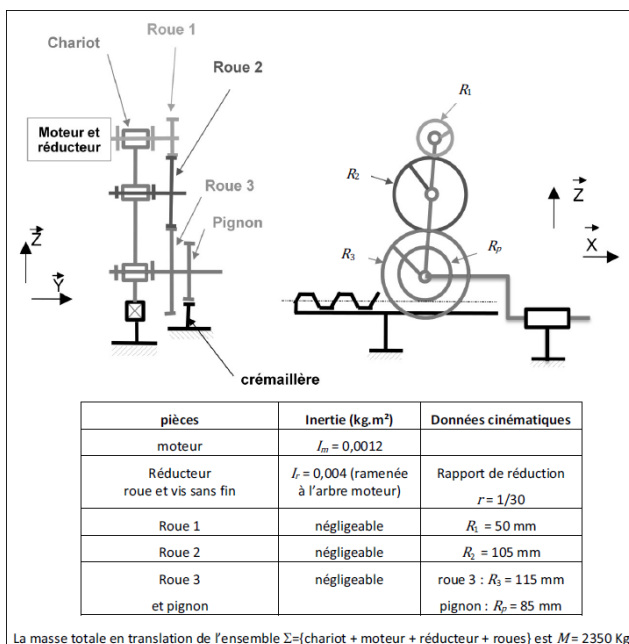 Roue 1
Chariot
Roue 2
Moteur et
réducteur
Roue 3
Pignon
Z
Y
crémaillère
R₁
R₂
R₃
Rₚ
Z
X
pièces Inertie (kg.m²) Données cinématiques
moteur Iₘ = 0,0012
Réducteur
roue et vis sans fin
Iᵣ = 0,004 (ramenée
à l'arbre moteur)
Rapport de réduction
r = 1/30
Roue 1 négligeable R₁ = 50 mm
Roue 2 négligeable R₂ = 105 mm
Roue 3 négligeable roue 3 : R₃ = 115 mm
et pignon pignon : Rₚ = 85 mm
La masse totale en translation de l'ensemble Σ={chariot + moteur + réducteur + roues} est M = 2350 Kg